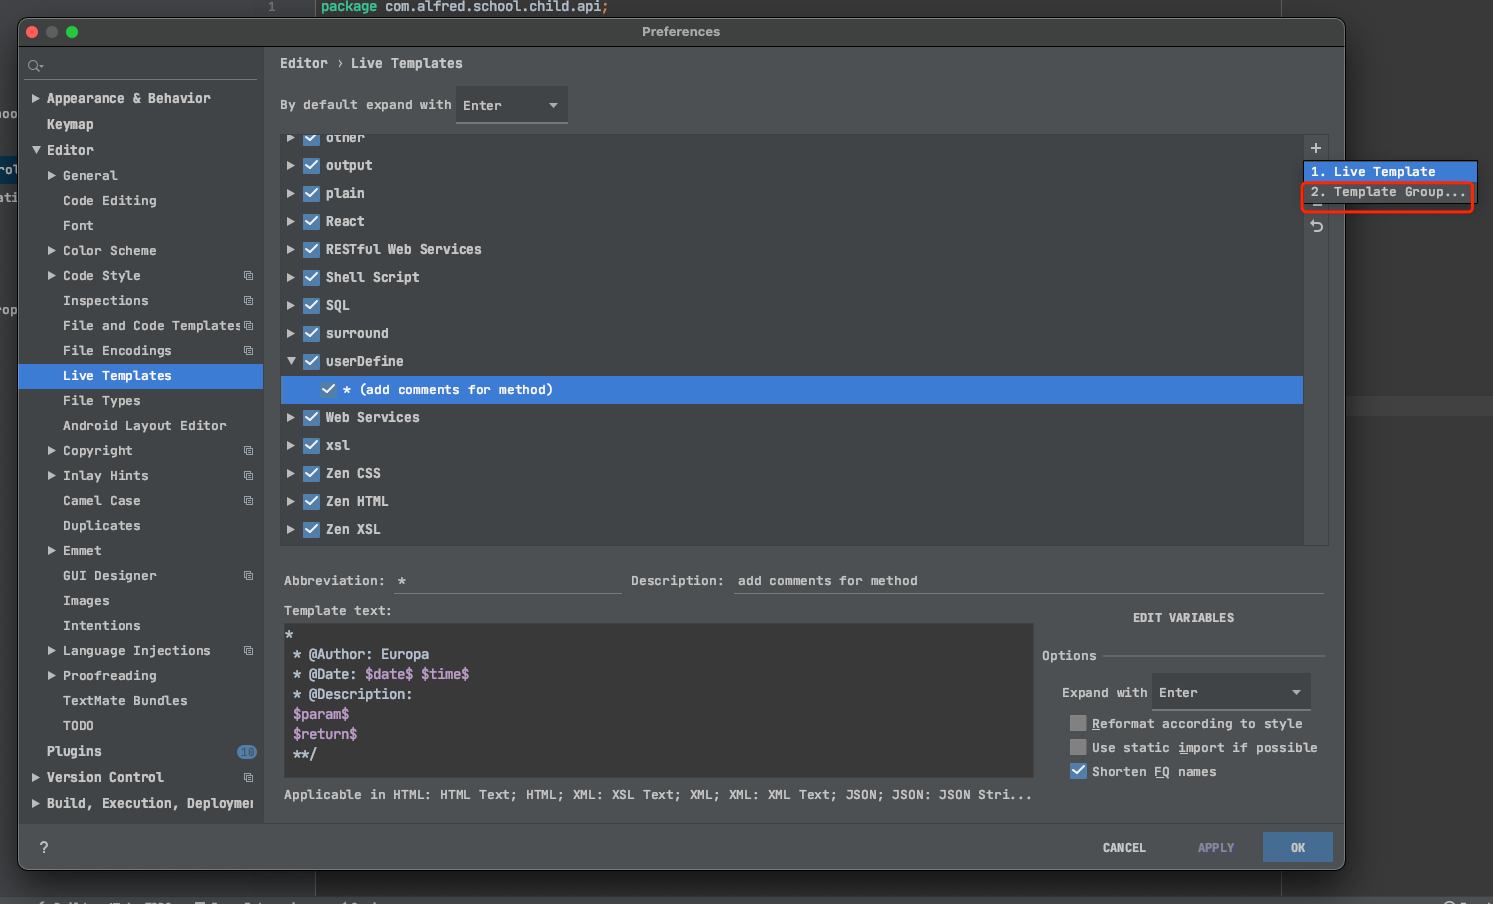 1 package com.alfred.school.child.api;
Preferences
Editor › Live Templates
By default expand with Enter
Appearance & Behavior
Keymap
Editor
General
Code Editing
Font
Color Scheme
Code Style
Inspections
File and Code Templates
File Encodings
Live Templates
File Types
Android Layout Editor
Copyright
Inlay Hints
Camel Case
Duplicates
Emmet
GUI Designer
Images
Intentions
Language Injections
Proofreading
TextMate Bundles
TODO
Plugins 10
Version Control
Build, Execution, Deploymen
other
output
plain
React
RESTful Web Services
Shell Script
SQL
surround
userDefine
* (add comments for method)
Web Services
xsl
Zen CSS
Zen HTML
Zen XSL
1. Live Template
2. Template Group...
Abbreviation: * Description: add comments for method
Template text:
*
* @Author: Europa
* @Date: $date$ $time$
* @Description:
$param$
$return$
**/
EDIT VARIABLES
Options
Expand with Enter
Reformat according to style
Use static import if possible
Shorten FQ names
Applicable in HTML: HTML Text; HTML; XML: XSL Text; XML; XML: XML Text; JSON; JSON: JSON Stri...
? CANCEL APPLY OK